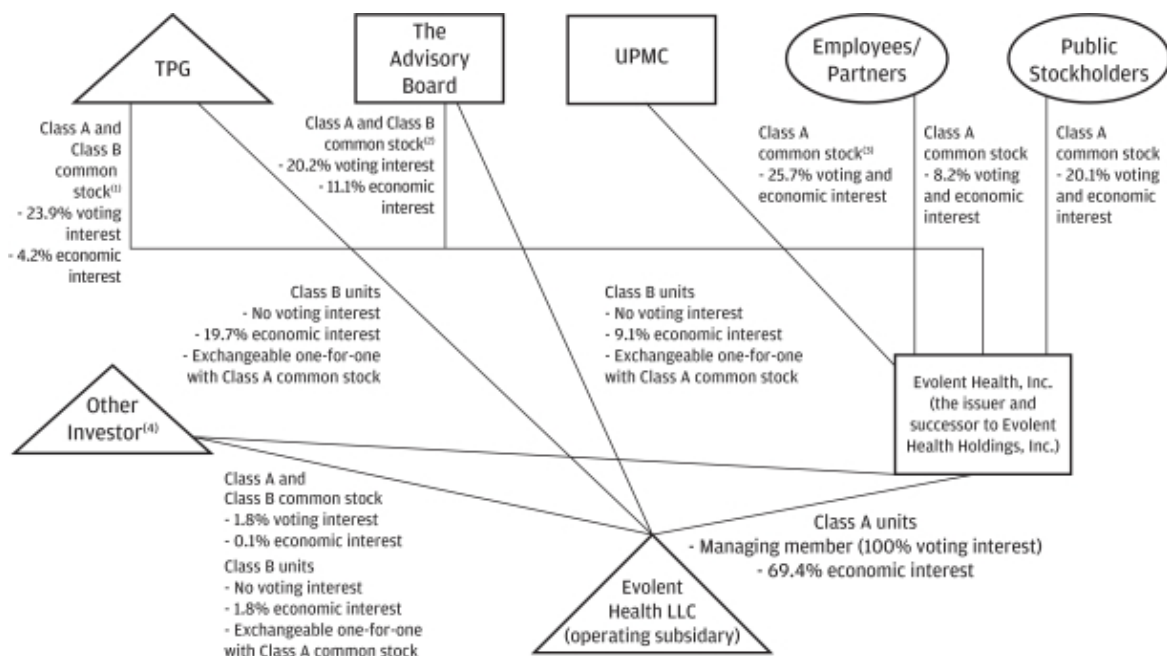 TPG
The
Advisory
Board
UPMC
Employees/
Partners
Public
Stockholders
Class A and
Class B
common
stock(1)
- 23.9% voting
interest
- 4.2% economic
interest
Class A and Class B
common stock(2)
- 20.2% voting interest
- 11.1% economic
interest
Class A
common stock(3)
- 25.7% voting and
economic interest
Class A
common stock
- 8.2% voting
and economic
interest
Class A
common stock
- 20.1% voting
and economic
interest
Class B units
- No voting interest
- 19.7% economic interest
- Exchangeable one-for-one
with Class A common stock
Class B units
- No voting interest
- 9.1% economic interest
- Exchangeable one-for-one
with Class A common stock
Other
Investor(4)
Evolent Health, Inc.
(the issuer and
successor to Evolent
Health Holdings, Inc.)
Class A and
Class B common stock
- 1.8% voting interest
- 0.1% economic interest
Class B units
- No voting interest
- 1.8% economic interest
- Exchangeable one-for-one
with Class A common stock
Class A units
- Managing member (100% voting interest)
- 69.4% economic interest
Evolent
Health LLC
(operating subsidary)